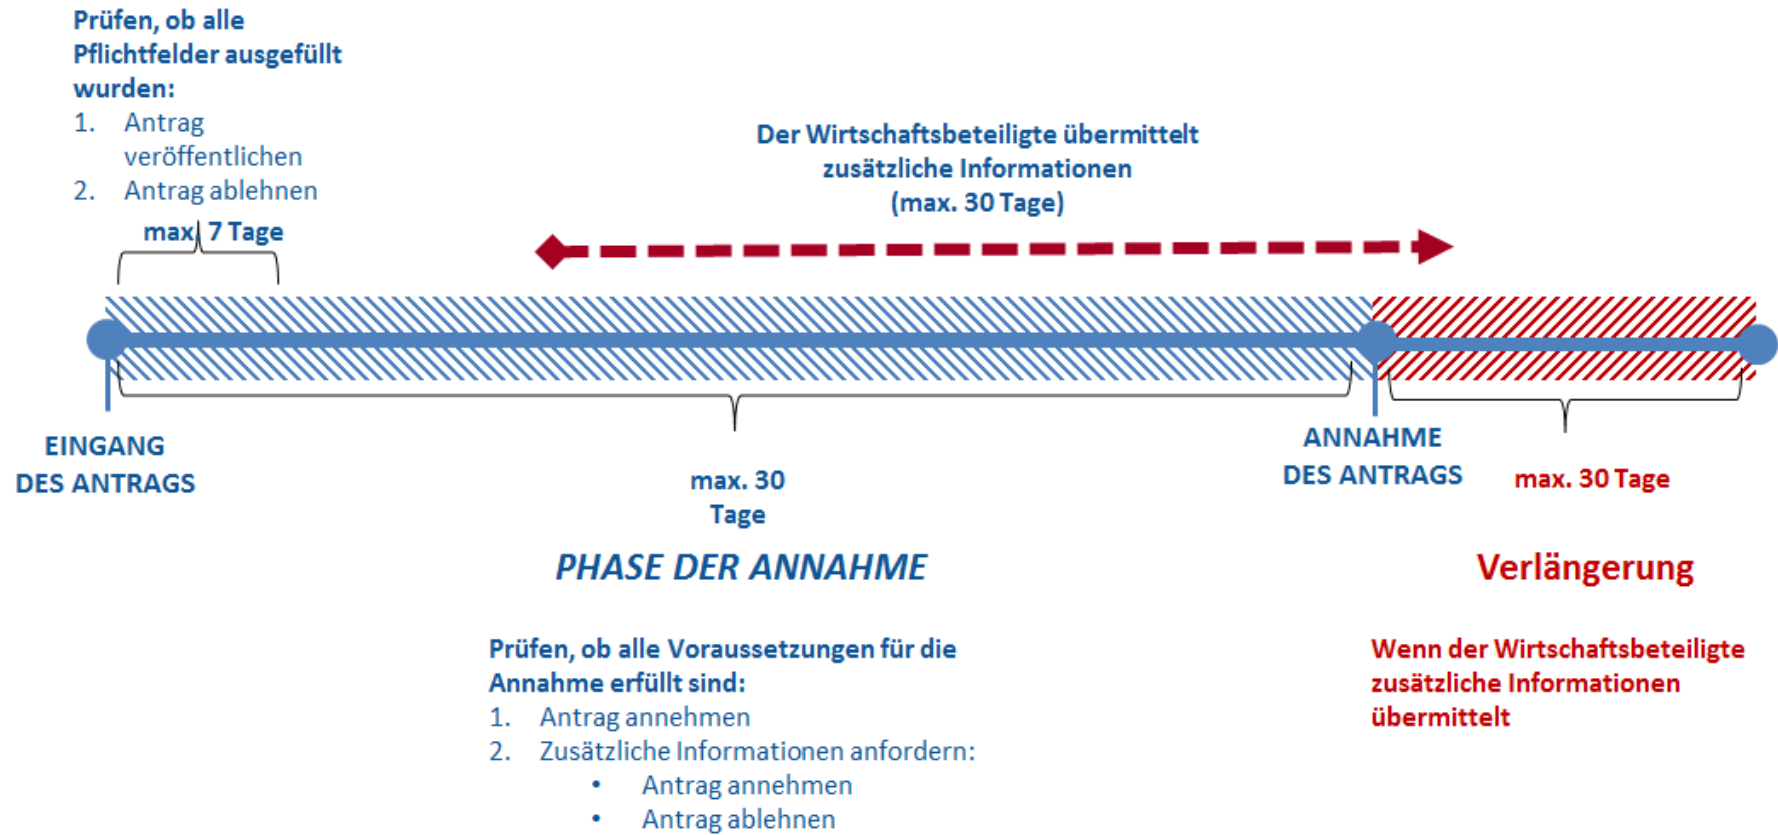 Prüfen, ob alle
Pflichtfelder ausgefüllt
wurden:
1. Antrag
veröffentlichen
2. Antrag ablehnen
max. 7 Tage
Der Wirtschaftsbeteiligte übermittelt
zusätzliche Informationen
(max. 30 Tage)
EINGANG
DES ANTRAGS
max. 30
Tage
ANNAHME
DES ANTRAGS
max. 30 Tage
PHASE DER ANNAHME
Verlängerung
Prüfen, ob alle Voraussetzungen für die
Annahme erfüllt sind:
1. Antrag annehmen
2. Zusätzliche Informationen anfordern:
• Antrag annehmen
• Antrag ablehnen
Wenn der Wirtschaftsbeteiligte
zusätzliche Informationen
übermittelt